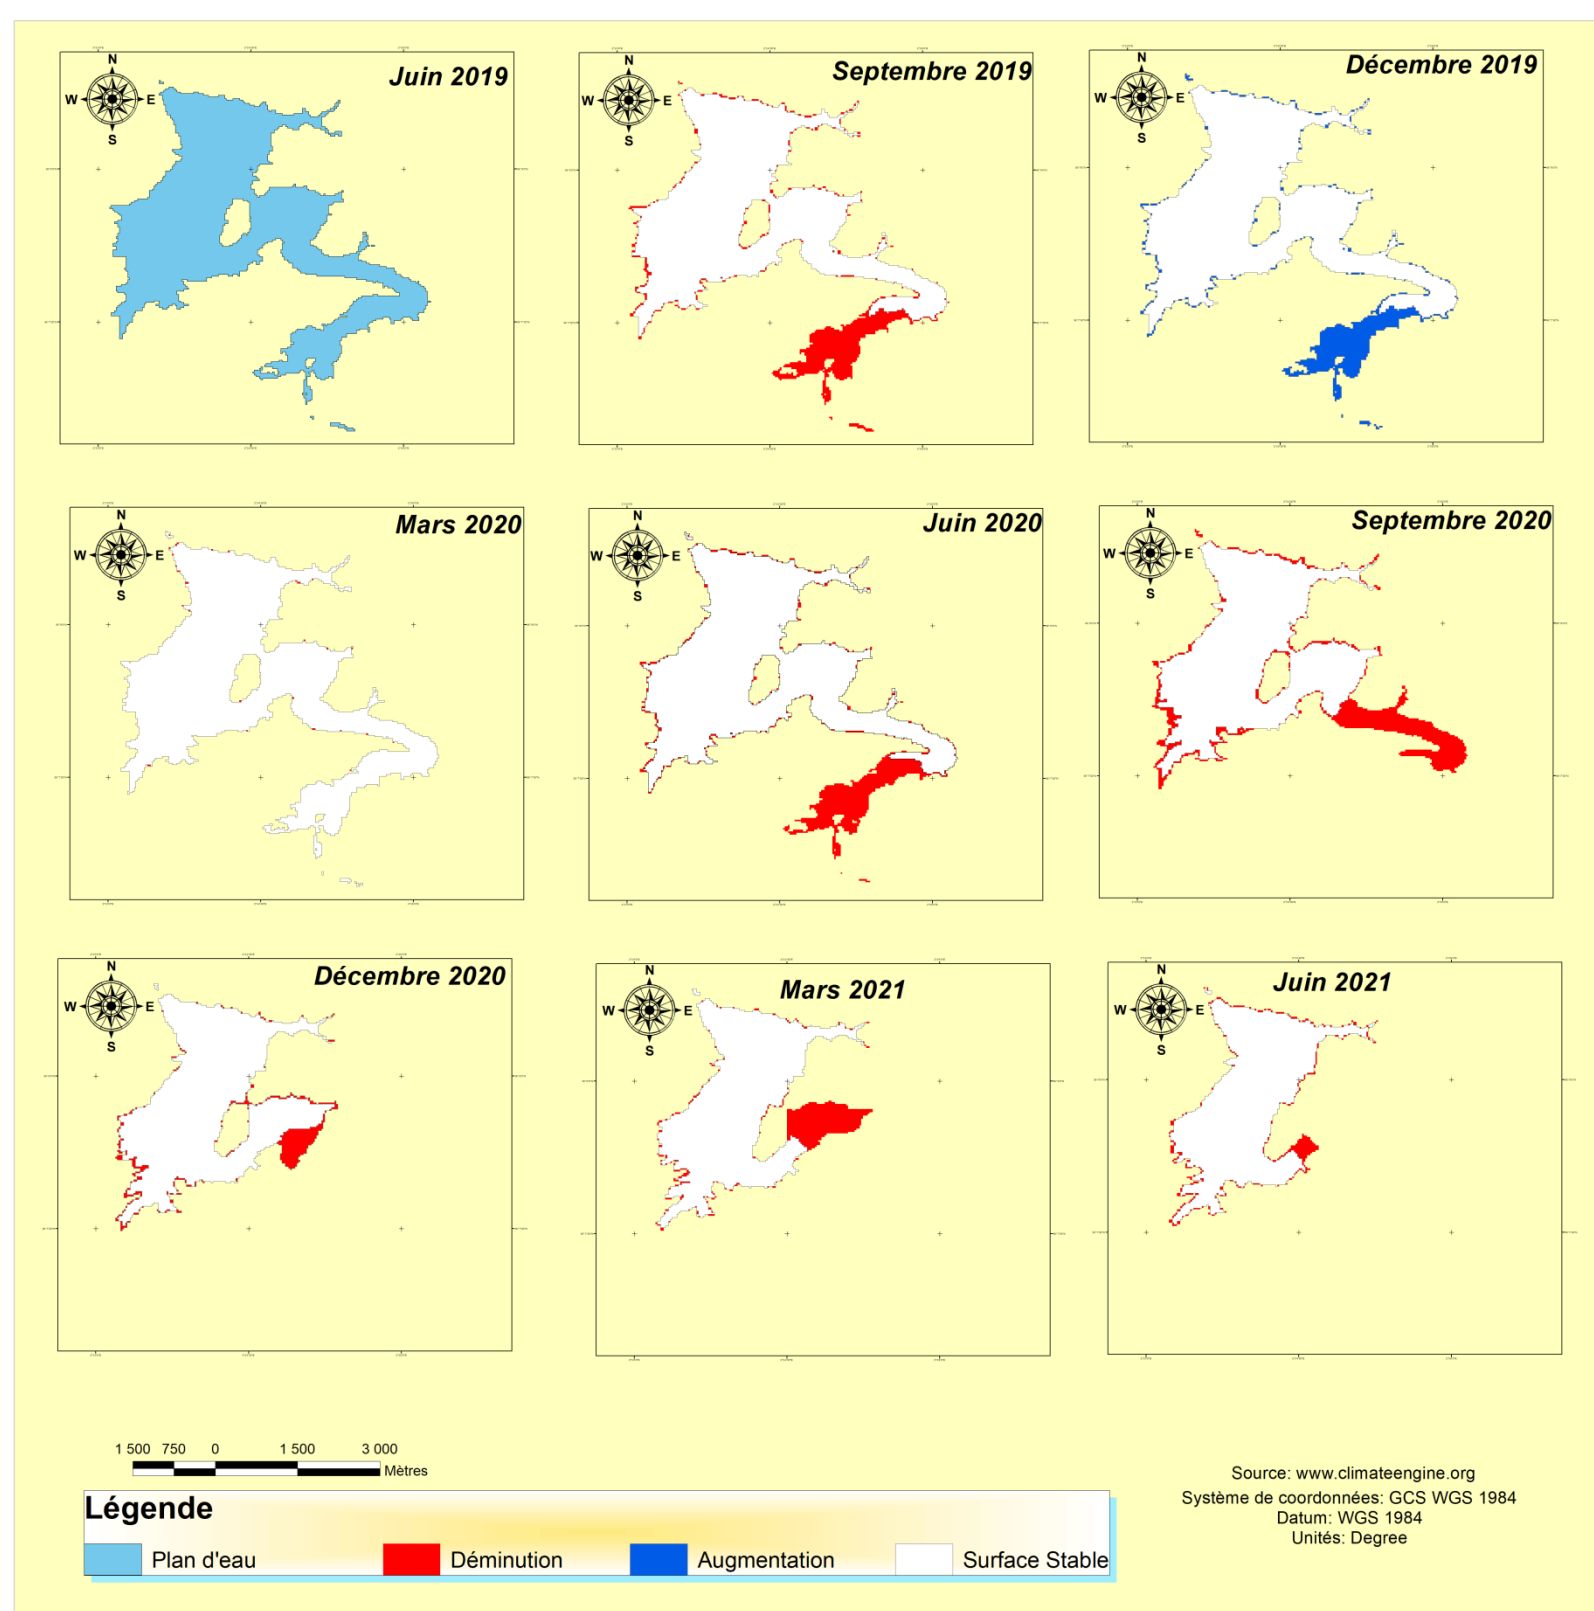 Juin 2019
N
W
E
S
Septembre 2019
N
W
E
S
Décembre 2019
N
W
E
S
Mars 2020
N
W
E
S
Juin 2020
N
W
E
S
Septembre 2020
N
W
E
S
Décembre 2020
N
W
E
S
Mars 2021
N
W
E
S
Juin 2021
N
W
E
S
1 500 750 0 1 500 3 000
Mètres
Légende
Plan d'eau
Déminution
Augmentation
Surface Stable
Source: www.climateengine.org
Système de coordonnées: GCS WGS 1984
Datum: WGS 1984
Unités: Degree